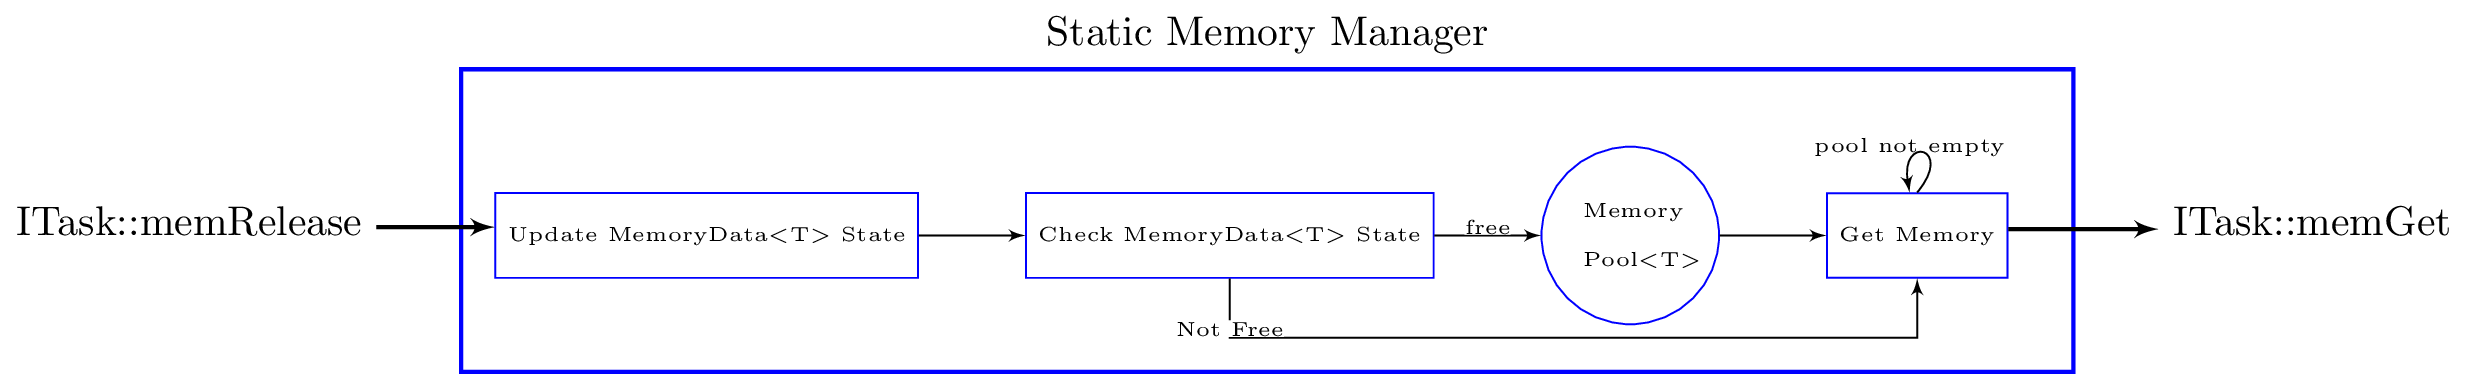 Static Memory Manager
pool not empty
ITask::memRelease
Update MemoryData<T> State
Check MemoryData<T> State
free
Memory
Pool<T>
Get Memory
ITask::memGet
Not Free